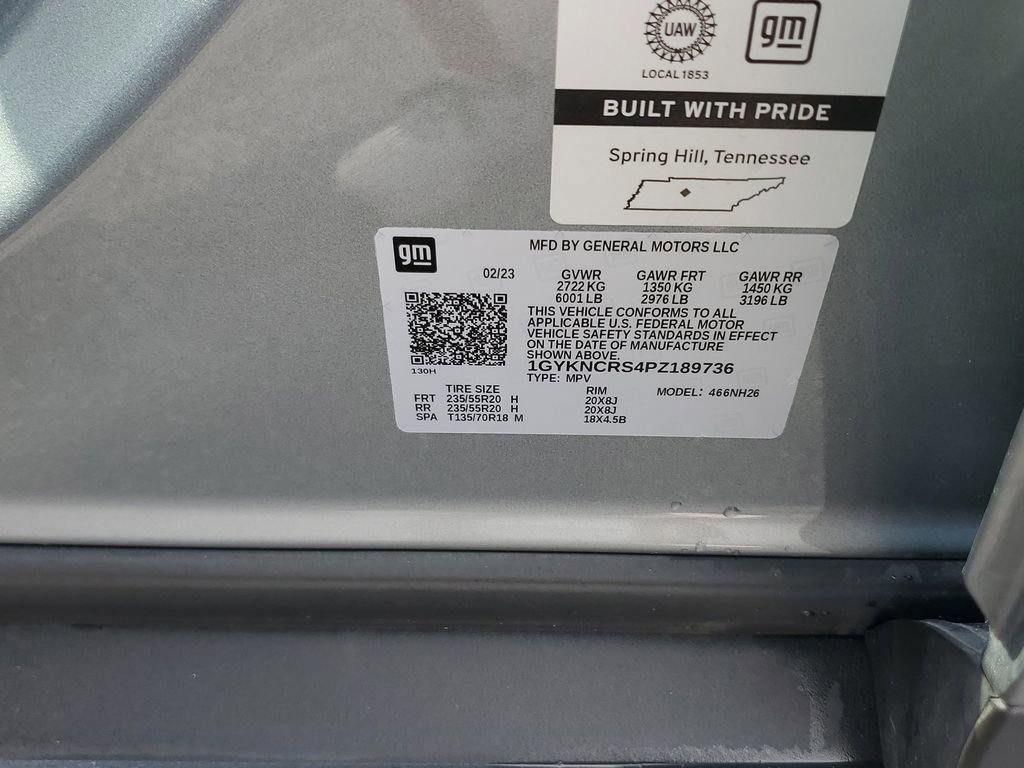 UAW
gm
LOCAL 1853
BUILT WITH PRIDE
Spring Hill, Tennessee
gm
MFD BY GENERAL MOTORS LLC
02/23 GVWR GAWR FRT GAWR RR
2722 KG 1350 KG 1450 KG
6001 LB 2976 LB 3196 LB
THIS VEHICLE CONFORMS TO ALL
APPLICABLE U.S. FEDERAL MOTOR
VEHICLE SAFETY STANDARDS IN EFFECT
ON THE DATE OF MANUFACTURE
SHOWN ABOVE.
130H
1GYKNCRS4PZ189736
TYPE: MPV
TIRE SIZE RIM MODEL: 466NH26
FRT 235/55R20 H 20X8J
RR 235/55R20 H 20X8J
SPA T135/70R18 M 18X4.5B